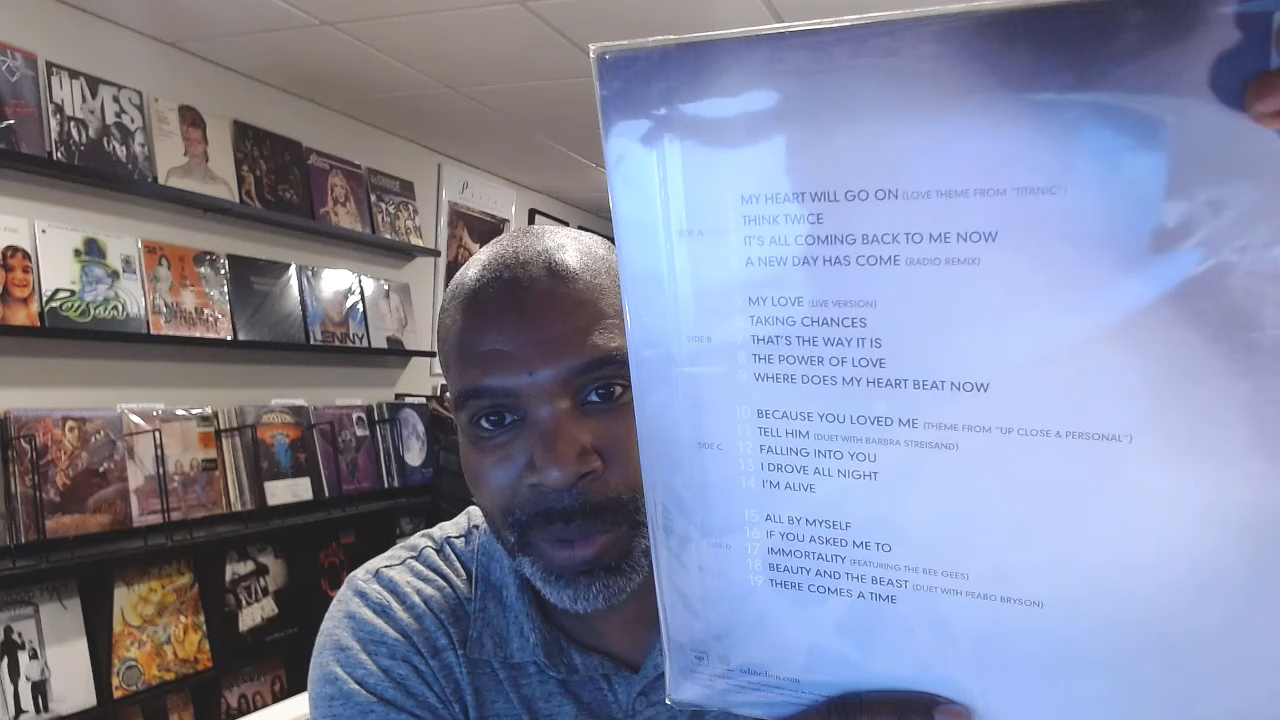 HIVES
Poison
LENNY
MY HEART WILL GO ON (LOVE THEME FROM "TITANIC")
THINK TWICE
SIDE A
IT'S ALL COMING BACK TO ME NOW
A NEW DAY HAS COME (RADIO REMIX)
5 MY LOVE (LIVE VERSION)
TAKING CHANCES
SIDE B
7 THAT'S THE WAY IT IS
8 THE POWER OF LOVE
9 WHERE DOES MY HEART BEAT NOW
10 BECAUSE YOU LOVED ME (THEME FROM "UP CLOSE & PERSONAL")
11 TELL HIM (DUET WITH BARBRA STREISAND)
SIDE C
12 FALLING INTO YOU
13 I DROVE ALL NIGHT
14 I'M ALIVE
15 ALL BY MYSELF
16 IF YOU ASKED ME TO
SIDE D
17 IMMORTALITY (FEATURING THE BEE GEES)
18 BEAUTY AND THE BEAST (DUET WITH PEABO BRYSON)
19 THERE COMES A TIME
celinedion.com